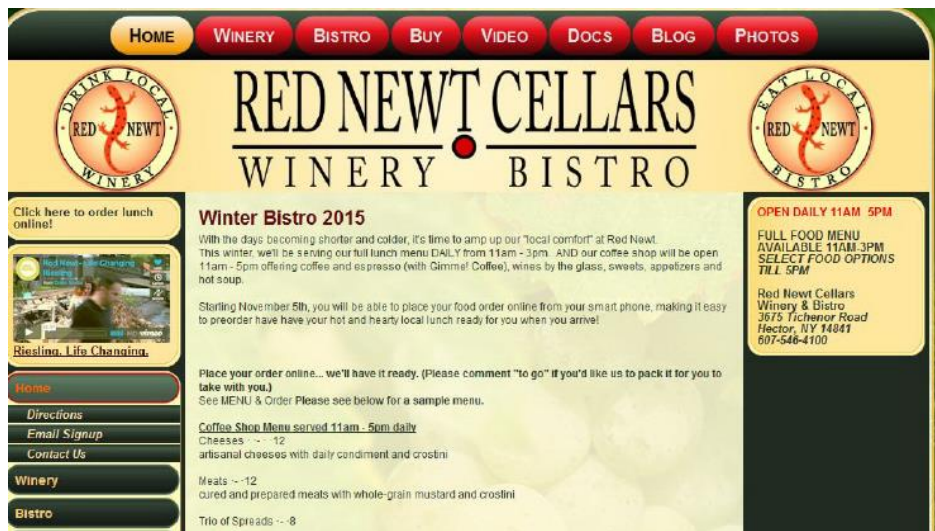 HOME WINERY BISTRO BUY VIDEO DOCS BLOG PHOTOS
DRINK LOCAL
RED NEWT
WINERY
RED NEWT CELLARS
WINERY BISTRO
EAT LOCAL
RED NEWT
BISTRO
Click here to order lunch
online!
Red Newt - Life Changing
Riesling
vimeo
Riesling. Life Changing.
Home
Directions
Email Signup
Contact Us
Winery
Bistro
Winter Bistro 2015
With the days becoming shorter and colder, it's time to amp up our "local comfort" at Red Newt.
This winter, we'll be serving our full lunch menu DAILY from 11am - 3pm. AND our coffee shop will be open
11am - 5pm offering coffee and espresso (with Gimme! Coffee), wines by the glass, sweets, appetizers and
hot soup.
Starting November 5th, you will be able to place your food order online from your smart phone, making it easy
to preorder have have your hot and hearty local lunch ready for you when you arrive!
Place your order online... we'll have it ready. (Please comment "to go" if you'd like us to pack it for you to
take with you.)
See MENU & Order Please see below for a sample menu.
Coffee Shop Menu served 11am - 5pm daily
Cheeses -~- -12
artisanal cheeses with daily condiment and crostini
Meats -~- -12
cured and prepared meats with whole-grain mustard and crostini
Trio of Spreads -~- -8
OPEN DAILY 11AM 5PM
FULL FOOD MENU
AVAILABLE 11AM-3PM
SELECT FOOD OPTIONS
TILL 5PM
Red Newt Cellars
Winery & Bistro
3675 Tichenor Road
Hector, NY 14841
607-546-4100